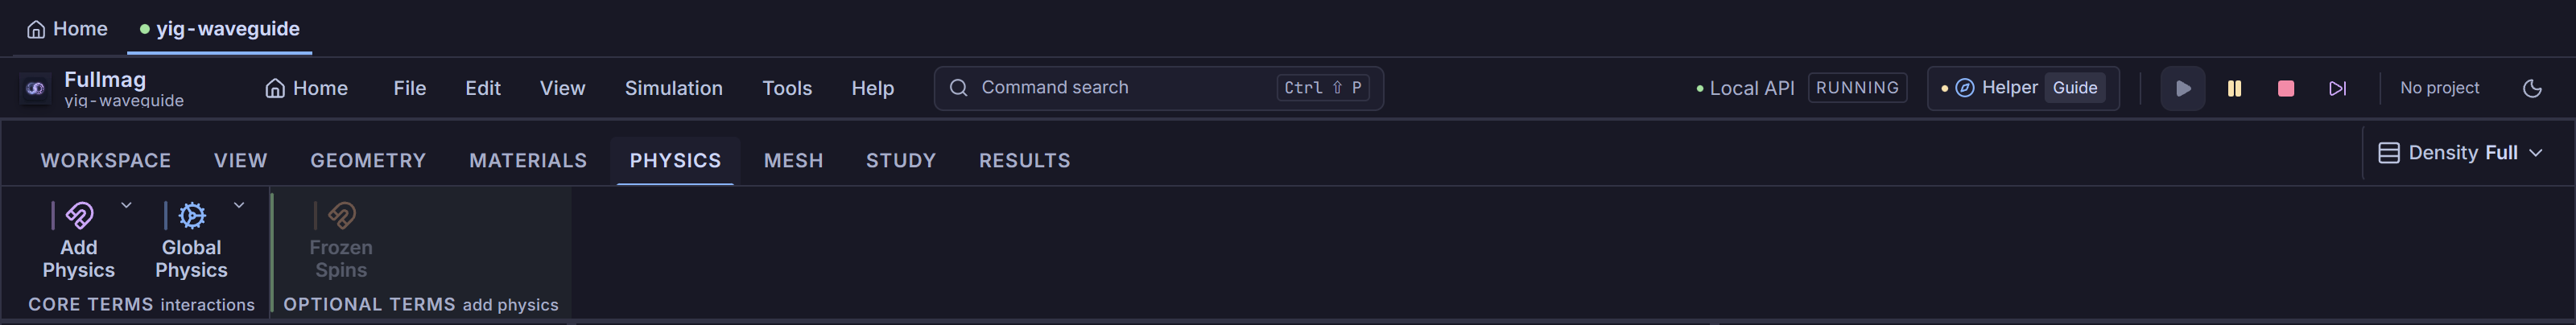 Home
yig-waveguide
Fullmag
yig-waveguide
Home File Edit View Simulation Tools Help
Command search Ctrl ⇧ P
Local API RUNNING
Helper Guide
No project
WORKSPACE VIEW GEOMETRY MATERIALS PHYSICS MESH STUDY RESULTS
Density Full
Add
Physics
Global
Physics
Frozen
Spins
CORE TERMS interactions
OPTIONAL TERMS add physics